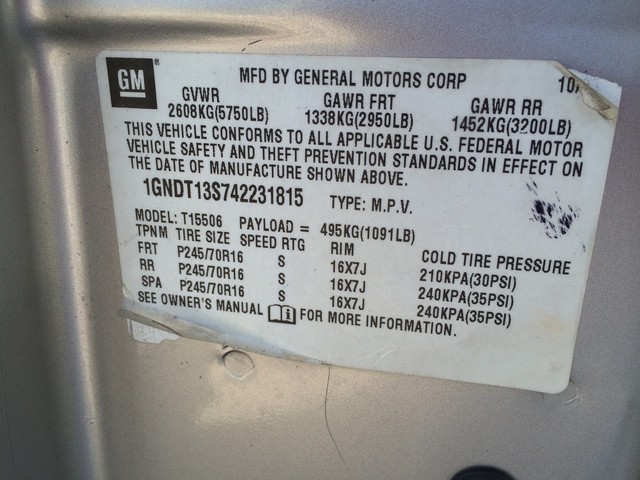 GM
MFD BY GENERAL MOTORS CORP 10/
GVWR GAWR FRT GAWR RR
2608KG(5750LB) 1338KG(2950LB) 1452KG(3200LB)
THIS VEHICLE CONFORMS TO ALL APPLICABLE U.S. FEDERAL MOTOR
VEHICLE SAFETY AND THEFT PREVENTION STANDARDS IN EFFECT ON
THE DATE OF MANUFACTURE SHOWN ABOVE.
1GNDT13S742231815 TYPE: M.P.V.
MODEL: T15506 PAYLOAD = 495KG(1091LB)
TPNM TIRE SIZE SPEED RTG RIM COLD TIRE PRESSURE
FRT P245/70R16 S 16X7J 210KPA(30PSI)
RR P245/70R16 S 16X7J 240KPA(35PSI)
SPA P245/70R16 S 16X7J 240KPA(35PSI)
SEE OWNER'S MANUAL i FOR MORE INFORMATION.